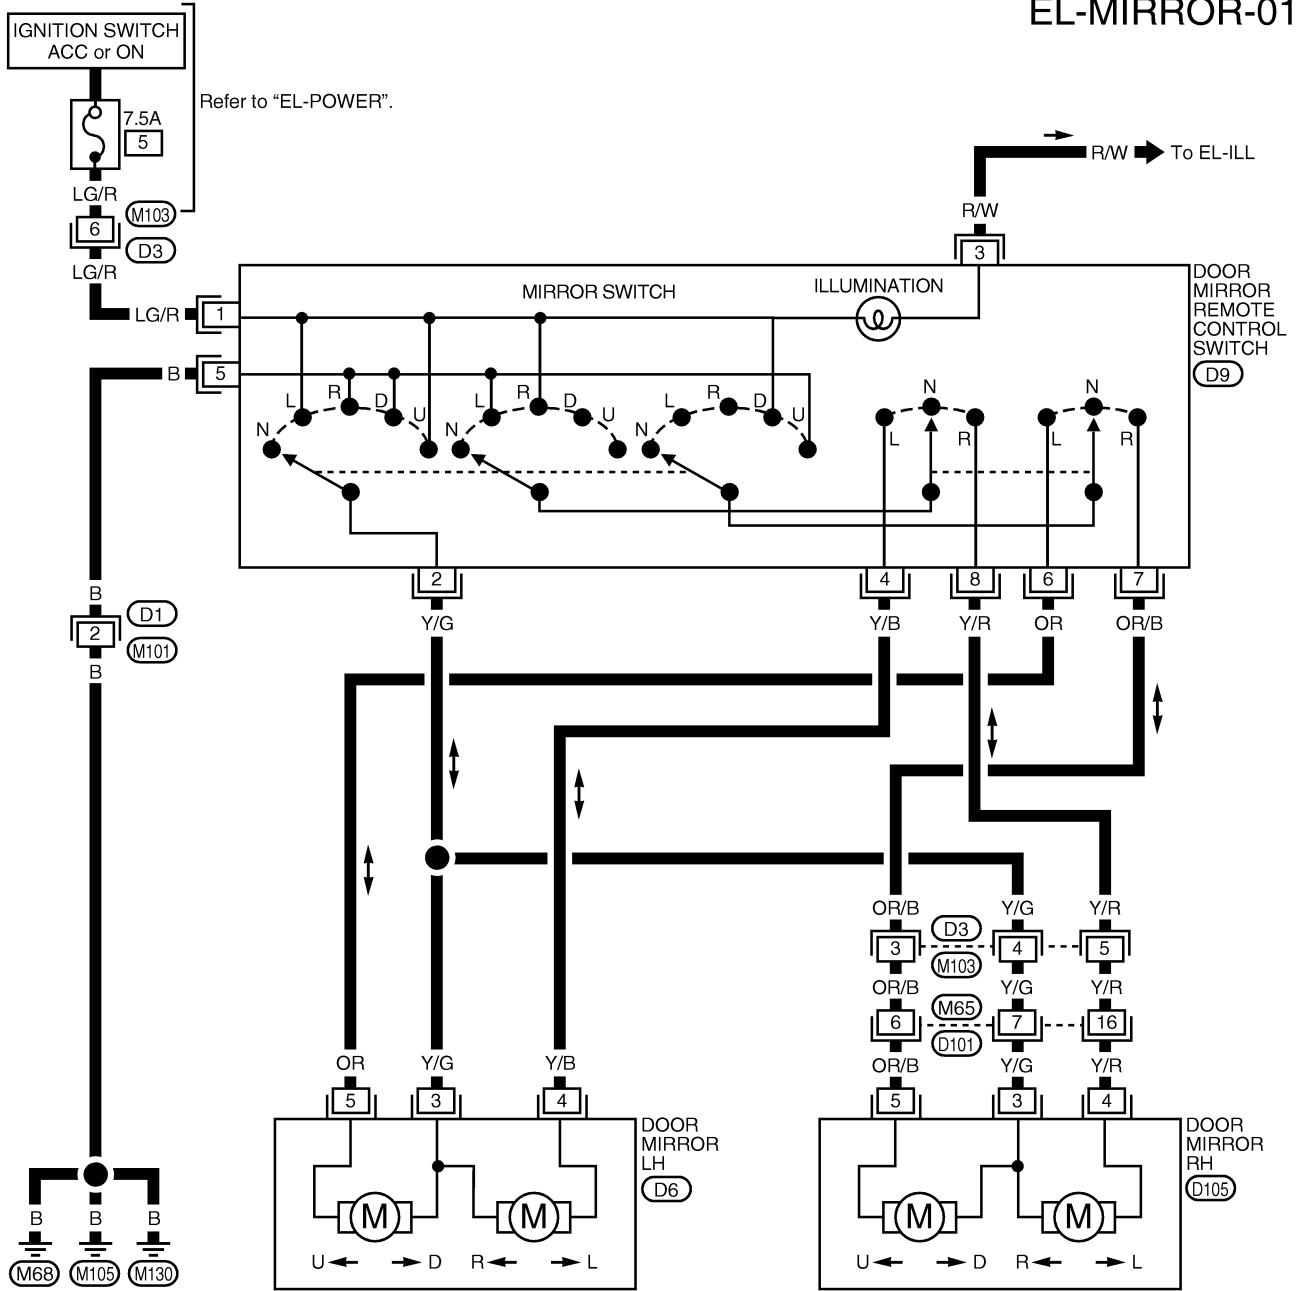 EL-MIRROR-01
IGNITION SWITCH
ACC or ON
Refer to “EL-POWER”.
7.5A
5
LG/R
M103
6
D3
LG/R
R/W
To EL-ILL
R/W
3
DOOR
MIRROR
REMOTE
CONTROL
SWITCH
D9
MIRROR SWITCH
ILLUMINATION
LG/R
1
B
5
N
L
R
D
U
N
L
R
D
U
N
L
R
D
U
N
L
R
N
L
R
2
4
8
6
7
Y/G
Y/B
Y/R
OR
OR/B
B
D1
2
M101
B
OR/B
Y/G
Y/R
D3
3
4
5
M103
OR/B
Y/G
Y/R
M65
6
7
16
D101
OR
Y/G
Y/B
OR/B
Y/G
Y/R
5
3
4
5
3
4
DOOR
MIRROR
LH
D6
DOOR
MIRROR
RH
D105
M
M
M
M
U
D
R
L
U
D
R
L
B
B
B
M68
M105
M130